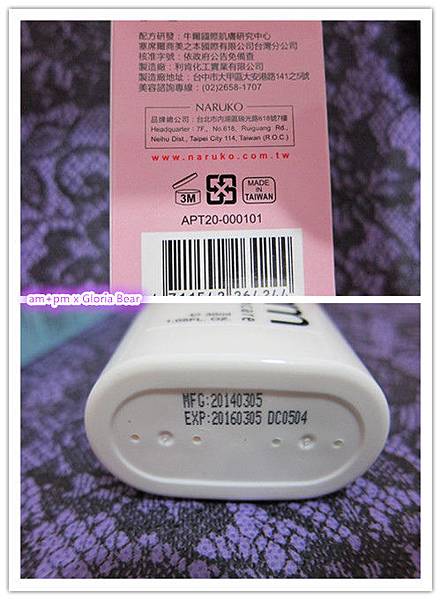 配方研發：牛爾國際肌膚研究中心
塞席爾商美之本國際有限公司台灣分公司
核准字號：依政府公告免備查
製造廠：利肯化工實業有限公司
製造廠地址：台中市大甲區大安港路141之5號
美容諮詢專線：(02)2658-1707
NARUKO
品牌總公司：台北市內湖區瑞光路618號7樓
Headquarter：7F., No.618, Ruiguang Rd.,
Neihu Dist., Taipei City 114, Taiwan (R.O.C.)
www.naruko.com.tw
3M
MADE IN
TAIWAN
APT20-000101
am+pm x Gloria Bear
MFG:20140305
EXP:20160305 DC0504